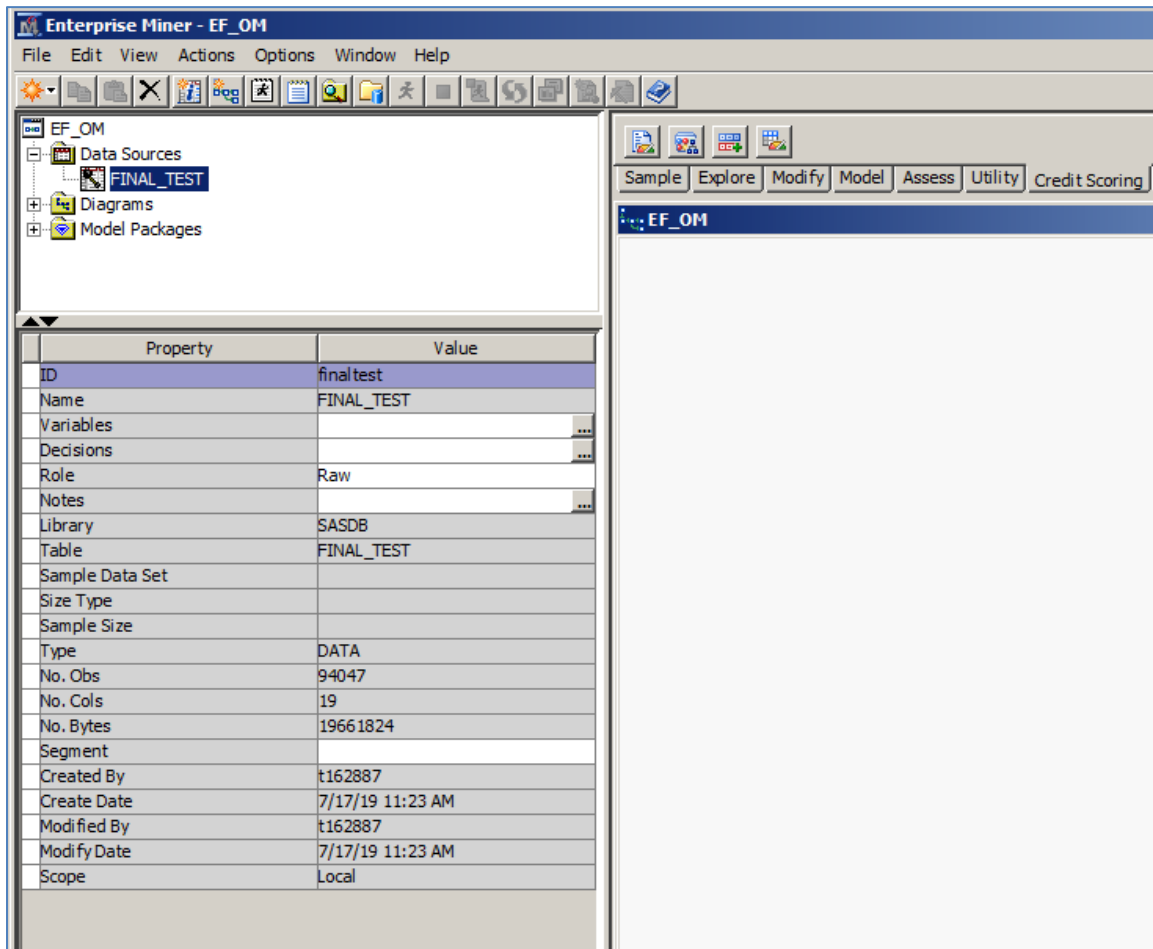 Enterprise Miner - EF_OM
File Edit View Actions Options Window Help
EF_OM
Data Sources
FINAL_TEST
Diagrams
Model Packages
Property Value
ID finaltest
Name FINAL_TEST
Variables ...
Decisions ...
Role Raw
Notes ...
Library SASDB
Table FINAL_TEST
Sample Data Set
Size Type
Sample Size
Type DATA
No. Obs 94047
No. Cols 19
No. Bytes 19661824
Segment
Created By t162887
Create Date 7/17/19 11:23 AM
Modified By t162887
Modify Date 7/17/19 11:23 AM
Scope Local
Sample Explore Modify Model Assess Utility Credit Scoring
EF_OM